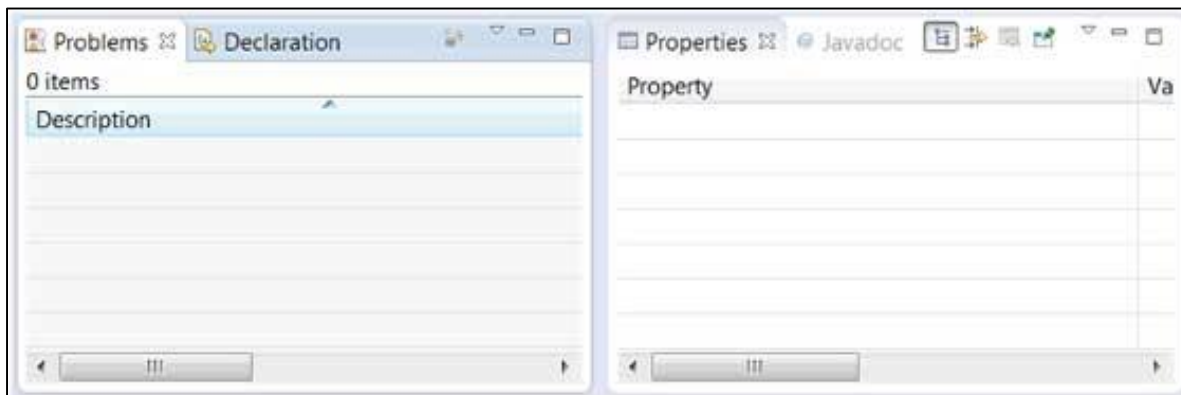 Problems Declaration
0 items
Description
Properties Javadoc
Property Va